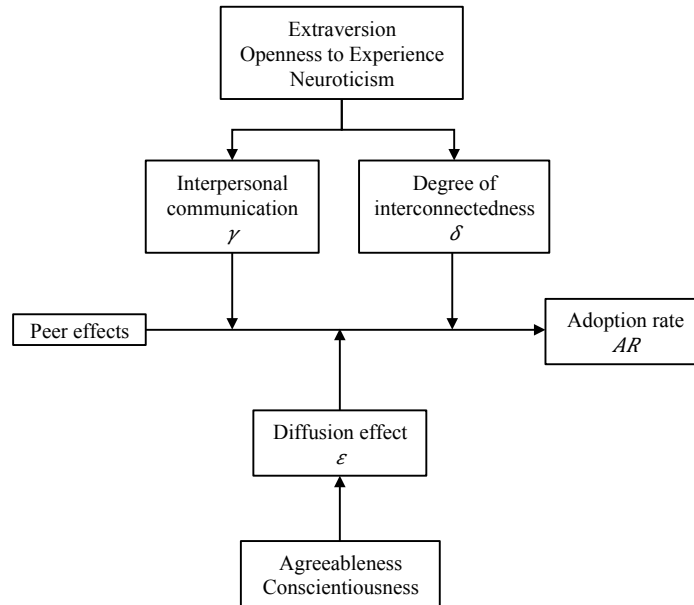 Extraversion
Openness to Experience
Neuroticism
Interpersonal
communication
γ
Degree of
interconnectedness
δ
Peer effects
Adoption rate
AR
Diffusion effect
ε
Agreeableness
Conscientiousness